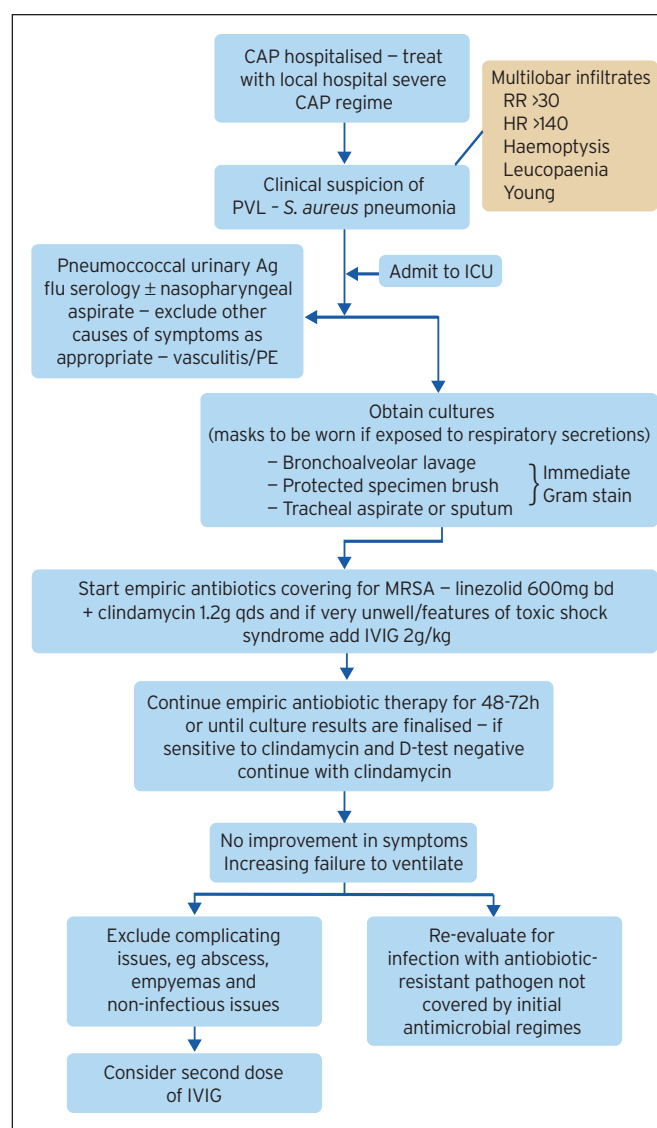 CAP hospitalised – treat
with local hospital severe
CAP regime
Multilobar infiltrates
RR >30
HR >140
Haemoptysis
Leucopaenia
Young
Clinical suspicion of
PVL – S. aureus pneumonia
Admit to ICU
Pneumoccocal urinary Ag
flu serology ± nasopharyngeal
aspirate – exclude other
causes of symptoms as
appropriate – vasculitis/PE
Obtain cultures
(masks to be worn if exposed to respiratory secretions)
– Bronchoalveolar lavage
– Protected specimen brush
– Tracheal aspirate or sputum
Immediate
Gram stain
Start empiric antibiotics covering for MRSA – linezolid 600mg bd
+ clindamycin 1.2g qds and if very unwell/features of toxic shock
syndrome add IVIG 2g/kg
Continue empiric antiobiotic therapy for 48-72h
or until culture results are finalised – if
sensitive to clindamycin and D-test negative
continue with clindamycin
No improvement in symptoms
Increasing failure to ventilate
Exclude complicating
issues, eg abscess,
empyemas and
non-infectious issues
Re-evaluate for
infection with antibiotic-
resistant pathogen not
covered by initial
antimicrobial regimes
Consider second dose
of IVIG